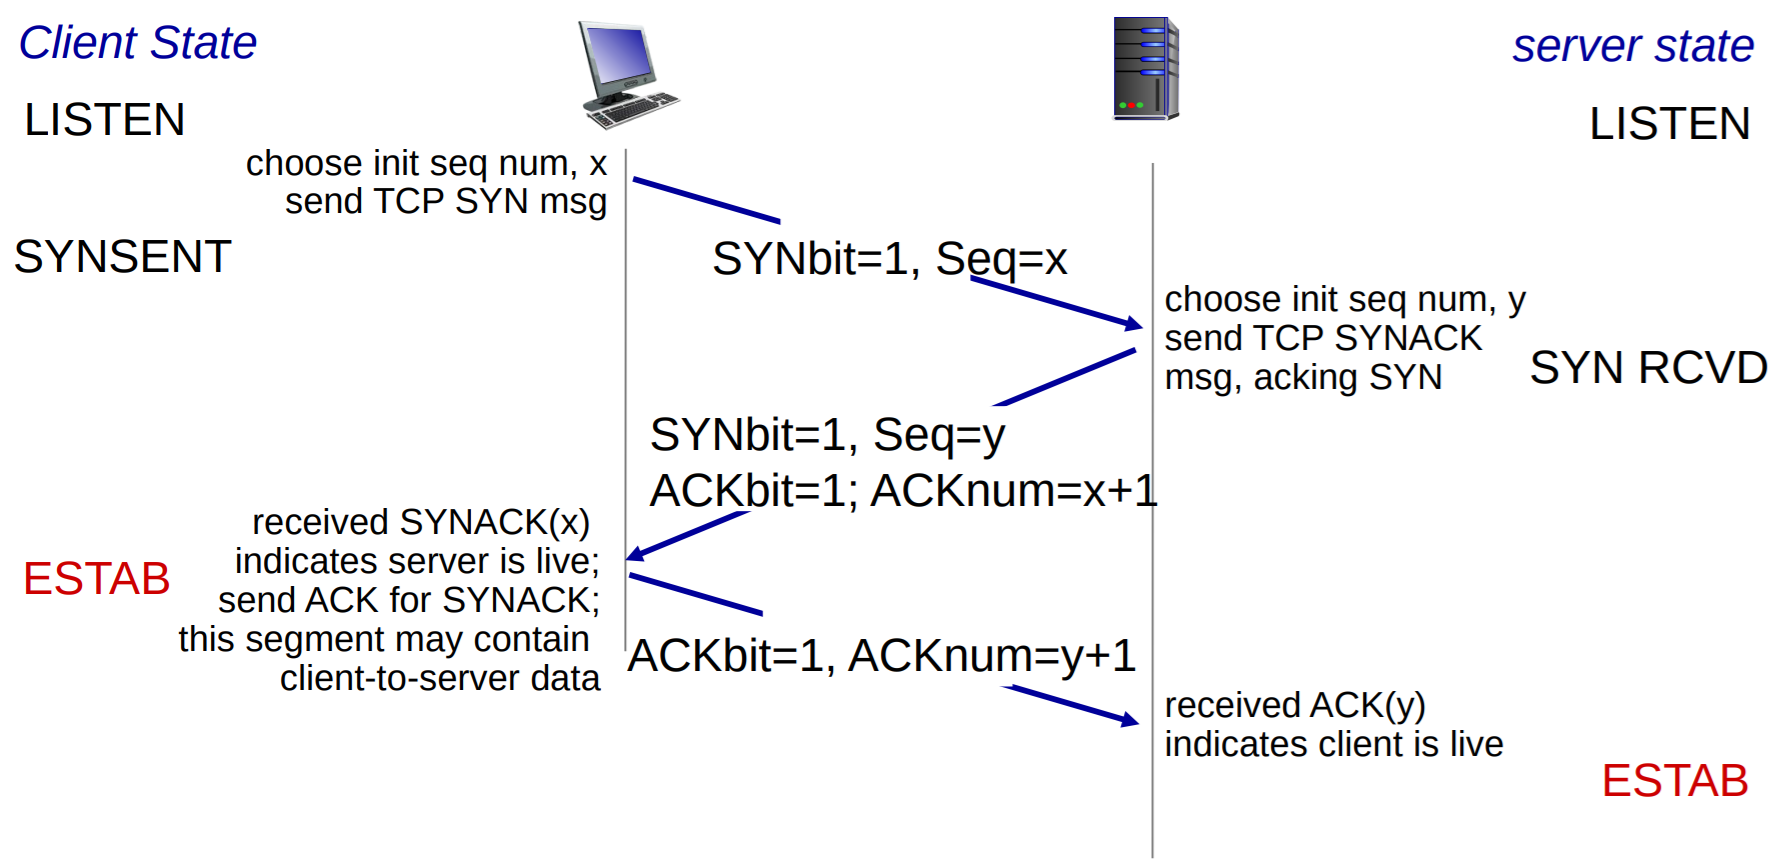 Client State
server state
LISTEN
LISTEN
choose init seq num, x
send TCP SYN msg
SYNSENT
SYNbit=1, Seq=x
choose init seq num, y
send TCP SYNACK
msg, acking SYN
SYN RCVD
SYNbit=1, Seq=y
ACKbit=1; ACKnum=x+1
received SYNACK(x)
indicates server is live;
send ACK for SYNACK;
this segment may contain
client-to-server data
ESTAB
ACKbit=1, ACKnum=y+1
received ACK(y)
indicates client is live
ESTAB